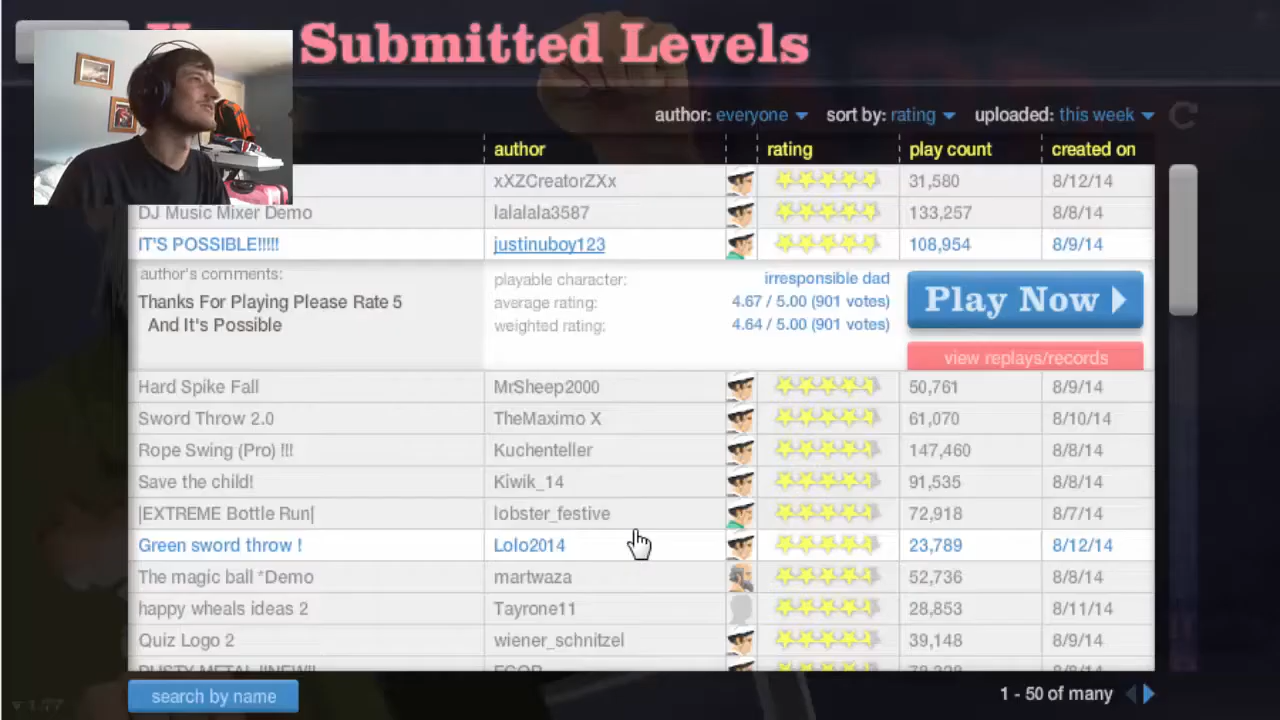 Submitted Levels
author: everyone sort by: rating uploaded: this week
author rating play count created on
xXZCreatorZXx 31,580 8/12/14
DJ Music Mixer Demo lalalala3587 133,257 8/8/14
IT'S POSSIBLE!!!!! justinuboy123 108,954 8/9/14
author's comments:
Thanks For Playing Please Rate 5
And It's Possible
playable character: irresponsible dad
average rating: 4.67 / 5.00 (901 votes)
weighted rating: 4.64 / 5.00 (901 votes)
Play Now
view replays/records
Hard Spike Fall MrSheep2000 50,761 8/9/14
Sword Throw 2.0 TheMaximo X 61,070 8/10/14
Rope Swing (Pro) !!! Kuchenteller 147,460 8/8/14
Save the child! Kiwik_14 91,535 8/8/14
|EXTREME Bottle Run| lobster_festive 72,918 8/7/14
Green sword throw ! Lolo2014 23,789 8/12/14
The magic ball *Demo martwaza 52,736 8/8/14
happy wheels ideas 2 Tayrone11 28,853 8/11/14
Quiz Logo 2 wiener_schnitzel 39,148 8/9/14
search by name
1 - 50 of many
v 1.77